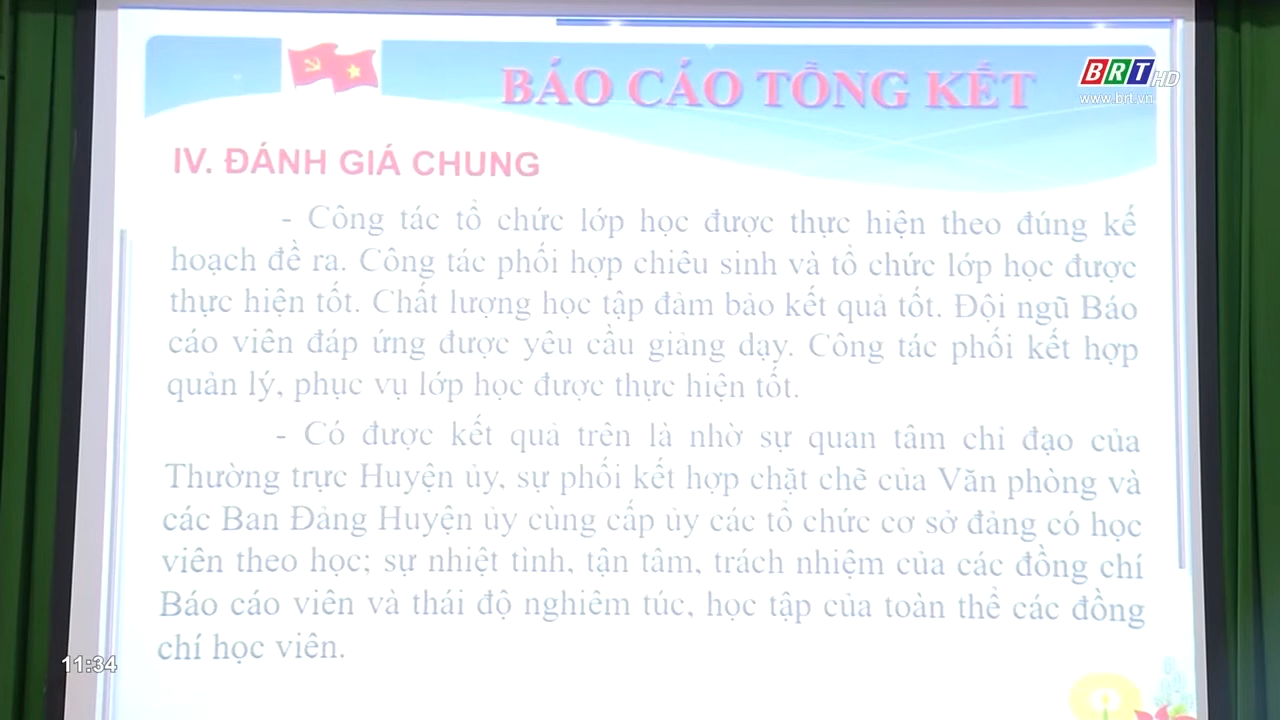 BÁO CÁO TỔNG KẾT
BRTHD
www.brt.vn
IV. ĐÁNH GIÁ CHUNG
- Công tác tổ chức lớp học được thực hiện theo đúng kế
hoạch đề ra. Công tác phối hợp chiêu sinh và tổ chức lớp học được
thực hiện tốt. Chất lượng học tập đảm bảo kết quả tốt. Đội ngũ Báo
cáo viên đáp ứng được yêu cầu giảng dạy. Công tác phối kết hợp
quản lý, phục vụ lớp học được thực hiện tốt.
- Có được kết quả trên là nhờ sự quan tâm chỉ đạo của
Thường trực Huyện ủy, sự phối kết hợp chặt chẽ của Văn phòng và
các Ban Đảng Huyện ủy cùng cấp ủy các tổ chức cơ sở đảng có học
viên theo học; sự nhiệt tình, tận tâm, trách nhiệm của các đồng chí
Báo cáo viên và thái độ nghiêm túc, học tập của toàn thể các đồng
chí học viên.
11:34